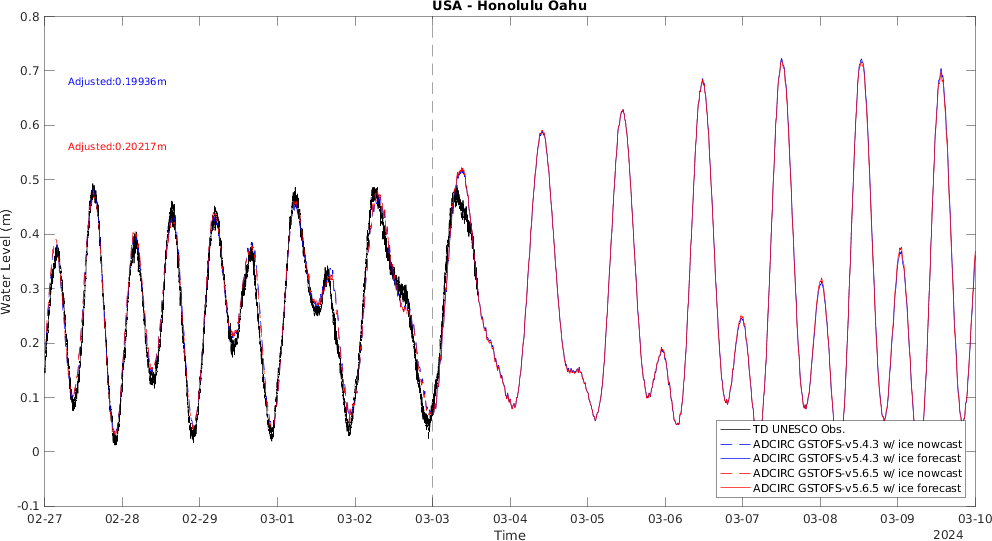 USA - Honolulu Oahu
0.8
0.7
0.6
0.5
0.4
0.3
0.2
0.1
0
-0.1
Water Level (m)
Adjusted:0.19936m
Adjusted:0.20217m
TD UNESCO Obs.
ADCIRC GSTOFS-v5.4.3 w/ ice nowcast
ADCIRC GSTOFS-v5.4.3 w/ ice forecast
ADCIRC GSTOFS-v5.6.5 w/ ice nowcast
ADCIRC GSTOFS-v5.6.5 w/ ice forecast
02-27 02-28 02-29 03-01 03-02 03-03 03-04 03-05 03-06 03-07 03-08 03-09 03-10
Time
2024